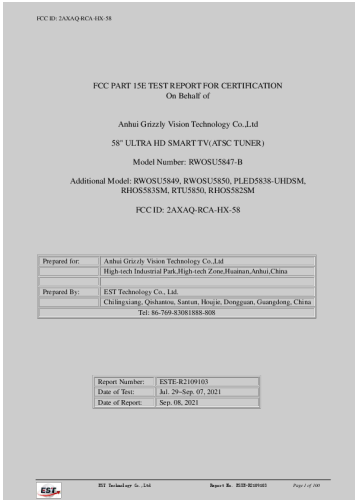 FCC ID: 2AXAQ-RCA-HX-58
FCC PART 15E TEST REPORT FOR CERTIFICATION
On Behalf of
Anhui Grizzly Vision Technology Co.,Ltd
58" ULTRA HD SMART TV(ATSC TUNER)
Model Number: RWOSU5847-B
Additional Model: RWOSU5849, RWOSU5850, PLED5838-UHDSM,
RHOS583SM, RTU5850, RHOS582SM
FCC ID: 2AXAQ-RCA-HX-58
Prepared for: Anhui Grizzly Vision Technology Co.,Ltd
High-tech Industrial Park,High-tech Zone,Huainan,Anhui,China
Prepared By: EST Technology Co., Ltd.
Chilingxiang, Qishantou, Santun, Houjie, Dongguan, Guangdong, China
Tel: 86-769-83081888-808
Report Number: ESTE-R2109103
Date of Test: Jul. 29~Sep. 07, 2021
Date of Report: Sep. 08, 2021
EST EST Technology Co.,Ltd Report No. ESTE-R2109103 Page 1 of 100